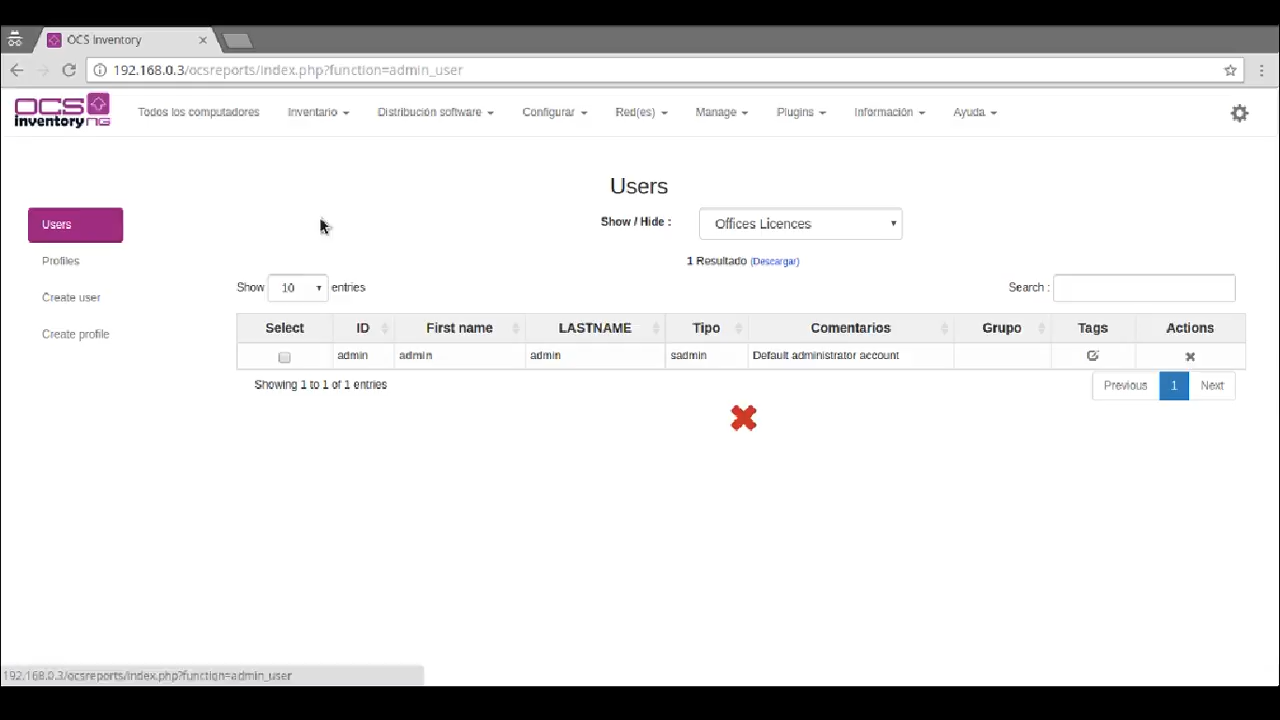 OCS Inventory
192.168.0.3/ocsreports/index.php?function=admin_user
OCS inventory NG
Todos los computadores Inventario Distribución software Configurar Red(es) Manage Plugins Información Ayuda
Users
Users
Show / Hide : Offices Licences
Profiles
1 Resultado (Descargar)
Create user
Show 10 entries Search :
Create profile
Select ID First name LASTNAME Tipo Comentarios Grupo Tags Actions
admin admin admin sadmin Default administrator account
Showing 1 to 1 of 1 entries Previous 1 Next
192.168.0.3/ocsreports/index.php?function=admin_user